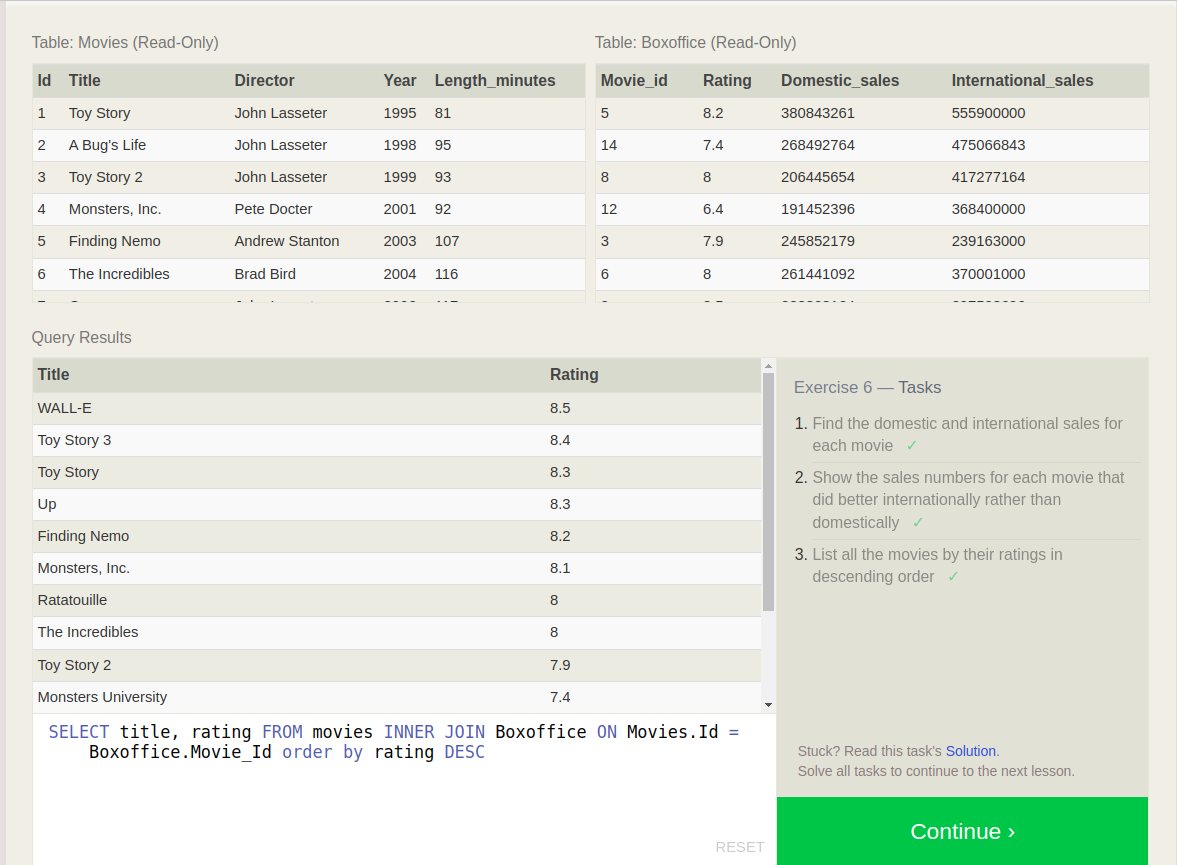 Table: Movies (Read-Only)
Id Title Director Year Length_minutes
1 Toy Story John Lasseter 1995 81
2 A Bug's Life John Lasseter 1998 95
3 Toy Story 2 John Lasseter 1999 93
4 Monsters, Inc. Pete Docter 2001 92
5 Finding Nemo Andrew Stanton 2003 107
6 The Incredibles Brad Bird 2004 116
Table: Boxoffice (Read-Only)
Movie_id Rating Domestic_sales International_sales
5 8.2 380843261 555900000
14 7.4 268492764 475066843
8 8 206445654 417277164
12 6.4 191452396 368400000
3 7.9 245852179 239163000
6 8 261441092 370001000
Query Results
Title Rating
WALL-E 8.5
Toy Story 3 8.4
Toy Story 8.3
Up 8.3
Finding Nemo 8.2
Monsters, Inc. 8.1
Ratatouille 8
The Incredibles 8
Toy Story 2 7.9
Monsters University 7.4
SELECT title, rating FROM movies INNER JOIN Boxoffice ON Movies.Id =
Boxoffice.Movie_Id order by rating DESC
RESET
Exercise 6 — Tasks
1. Find the domestic and international sales for
each movie ✓
2. Show the sales numbers for each movie that
did better internationally rather than
domestically ✓
3. List all the movies by their ratings in
descending order ✓
Stuck? Read this task's Solution.
Solve all tasks to continue to the next lesson.
Continue ›